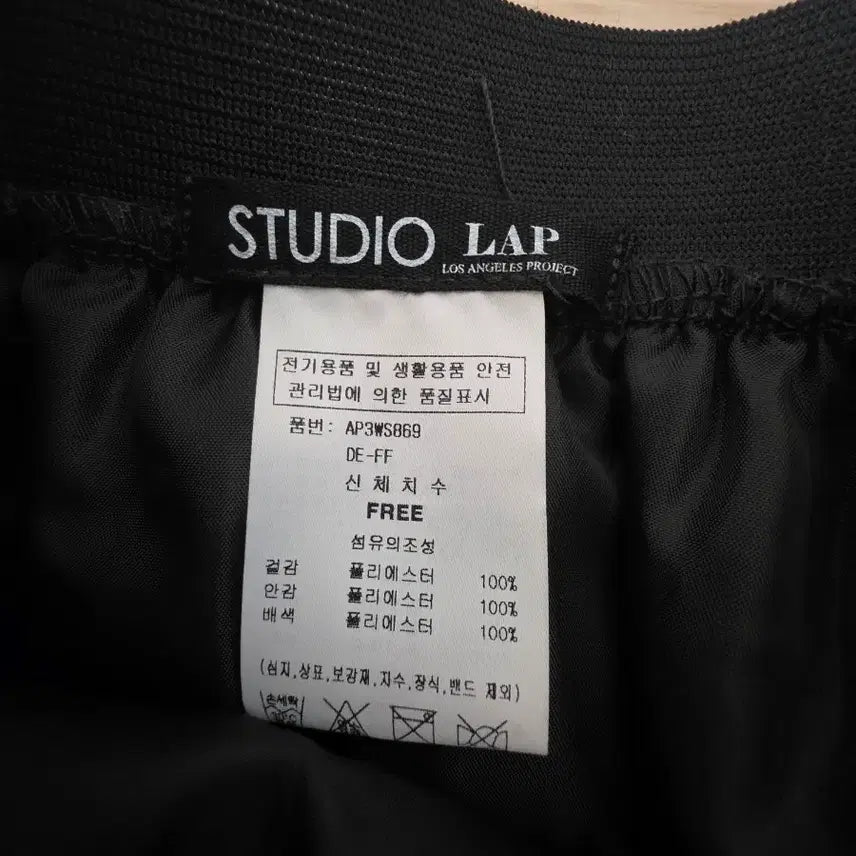 STUDIO LAP
LOS ANGELES PROJECT
전기용품 및 생활용품 안전
관리법에 의한 품질표시
품번: AP3WS869
DE-FF
신체치수
FREE
섬유의조성
겉감 폴리에스터 100%
안감 폴리에스터 100%
배색 폴리에스터 100%
(심지,상표,보강재,자수,장식,밴드 제외)
손세탁